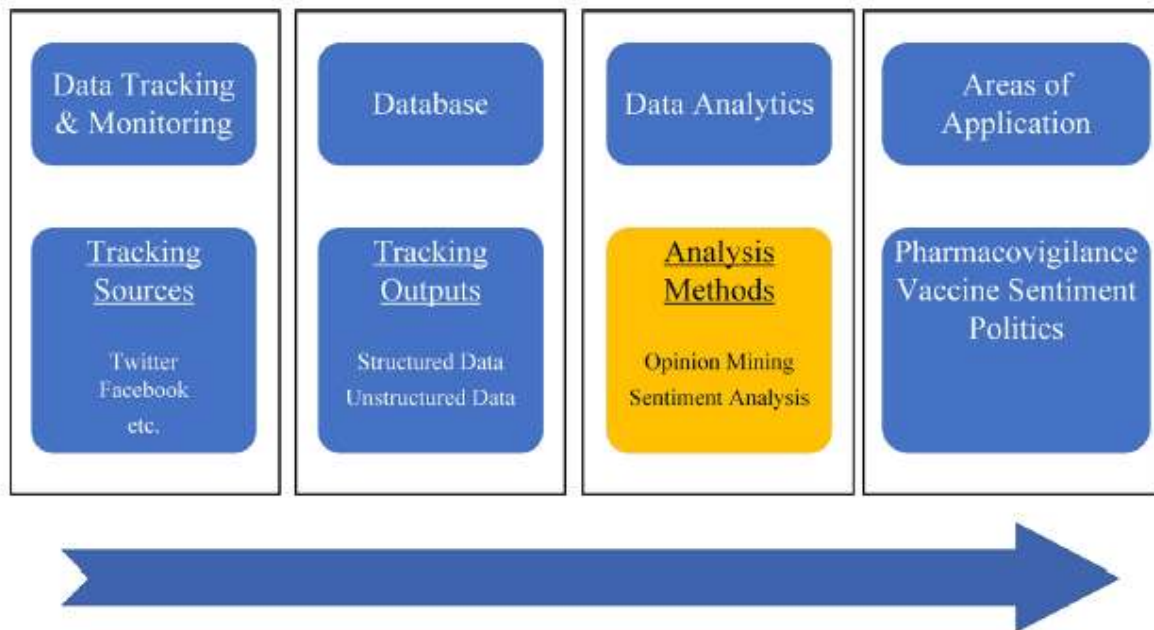 Data Tracking
& Monitoring
Tracking
Sources
Twitter
Facebook
etc.
Database
Tracking
Outputs
Structured Data
Unstructured Data
Data Analytics
Analysis
Methods
Opinion Mining
Sentiment Analysis
Areas of
Application
Pharmacovigilance
Vaccine Sentiment
Politics